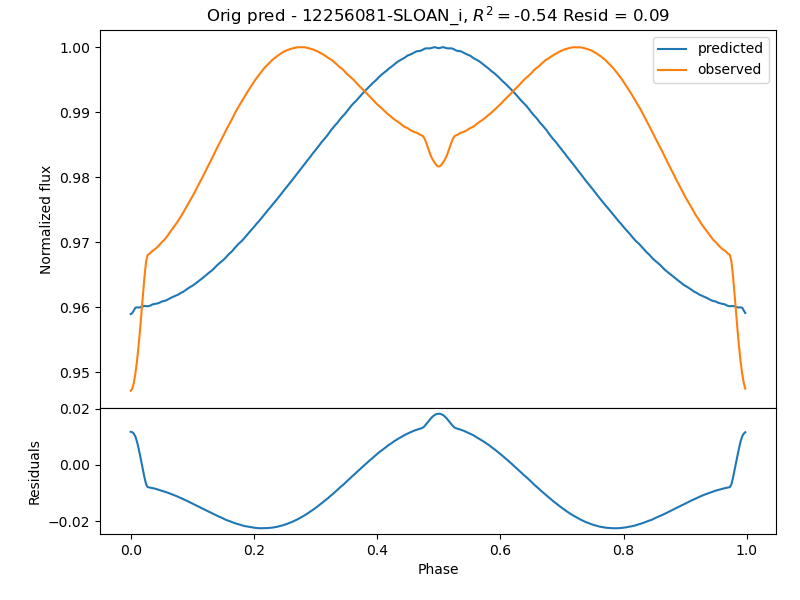 Orig pred - 12256081-SLOAN_i, R² = -0.54 Resid = 0.09
predicted
observed
1.00
0.99
0.98
0.97
0.96
0.95
Normalized flux
0.02
0.00
−0.02
Residuals
0.0 0.2 0.4 0.6 0.8 1.0
Phase